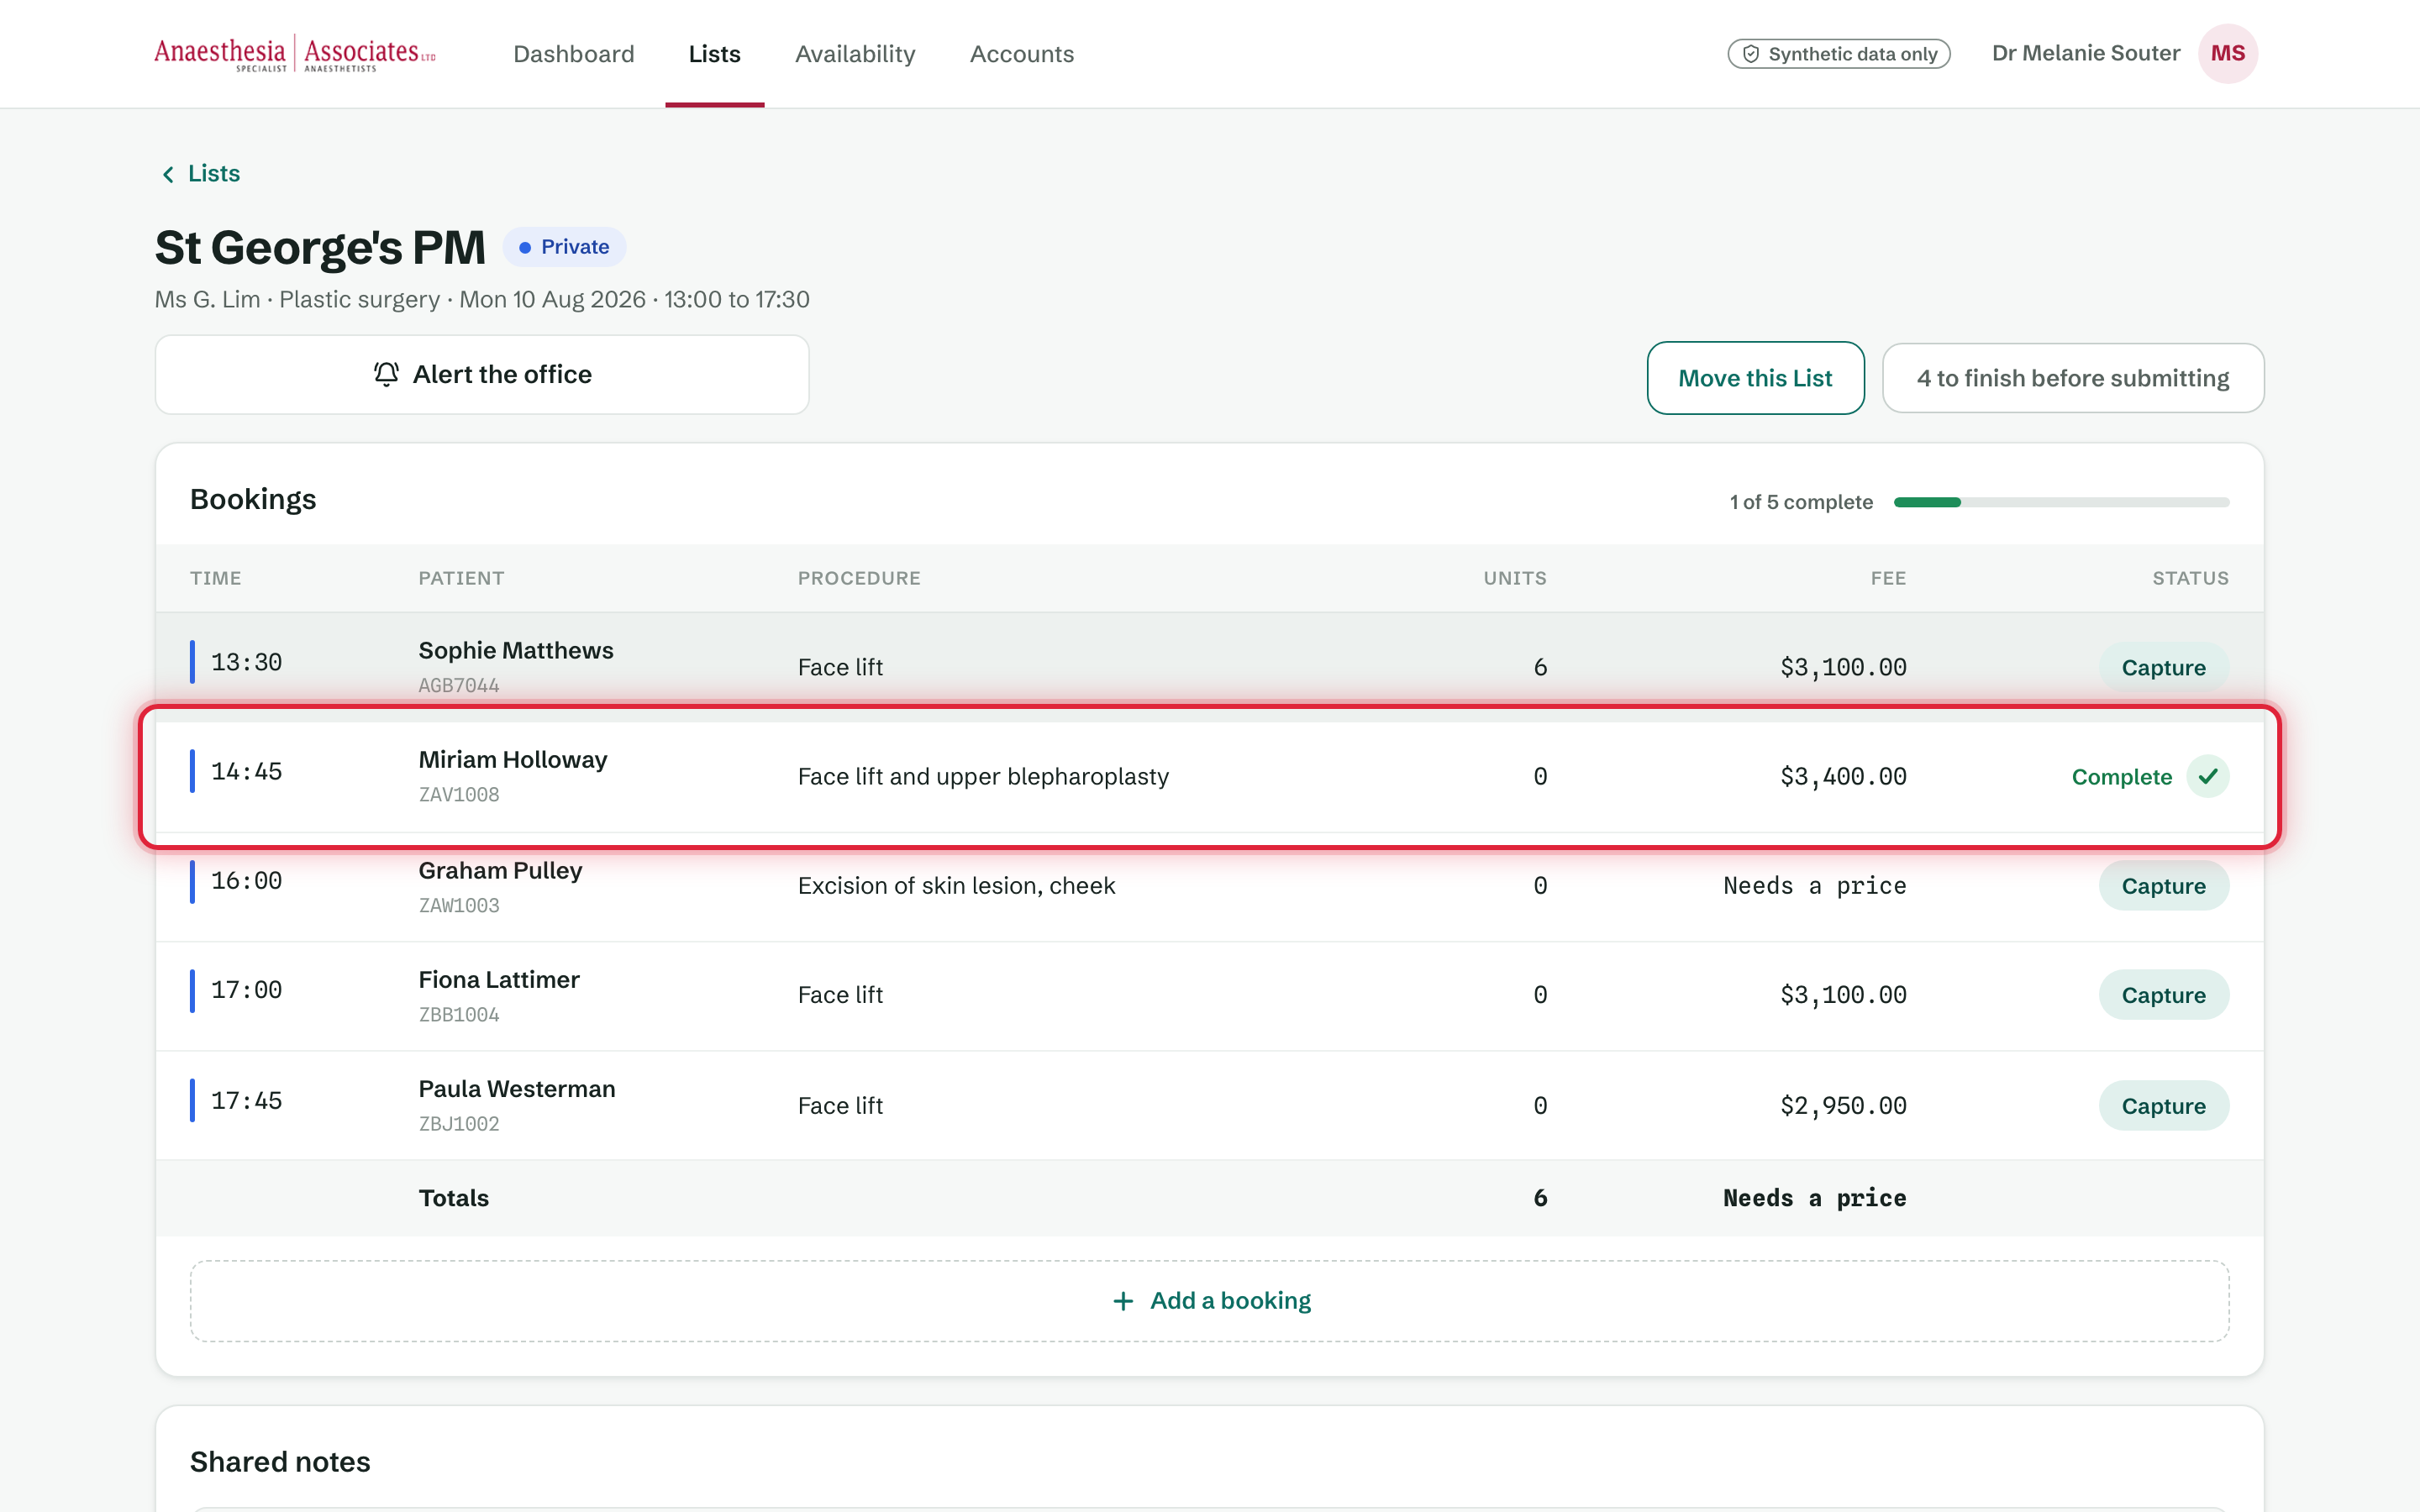 Anaesthesia Associates LTD
SPECIALIST ANAESTHETISTS
Dashboard
Lists
Availability
Accounts
Synthetic data only
Dr Melanie Souter
MS
Lists
St George's PM
Private
Ms G. Lim · Plastic surgery · Mon 10 Aug 2026 · 13:00 to 17:30
Alert the office
Move this List
4 to finish before submitting
Bookings
1 of 5 complete
TIME PATIENT PROCEDURE UNITS FEE STATUS
13:30 Sophie Matthews Face lift 6 $3,100.00 Capture
AGB7044
14:45 Miriam Holloway Face lift and upper blepharoplasty 0 $3,400.00 Complete
ZAV1008
16:00 Graham Pulley Excision of skin lesion, cheek 0 Needs a price Capture
ZAW1003
17:00 Fiona Lattimer Face lift 0 $3,100.00 Capture
ZBB1004
17:45 Paula Westerman Face lift 0 $2,950.00 Capture
ZBJ1002
Totals 6 Needs a price
+ Add a booking
Shared notes